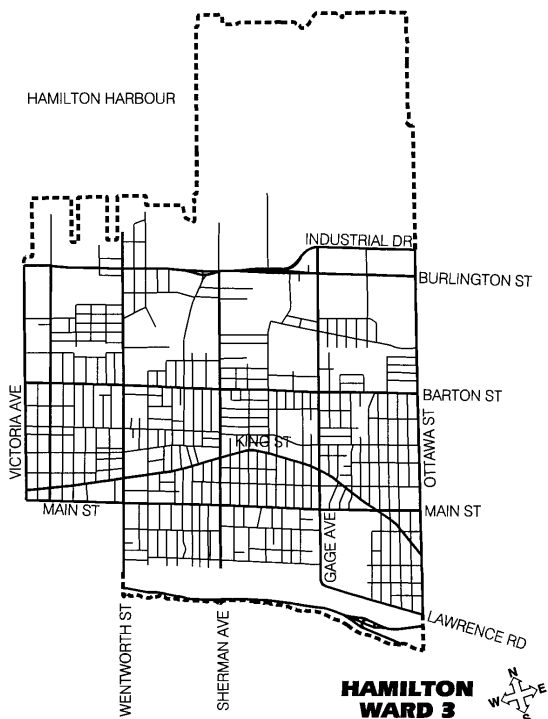 HAMILTON HARBOUR
INDUSTRIAL DR
BURLINGTON ST
BARTON ST
VICTORIA AVE
OTTAWA ST
KING ST
MAIN ST
MAIN ST
GAGE AVE
WENTWORTH ST
SHERMAN AVE
LAWRENCE RD
HAMILTON
WARD 3
N
W
E
S